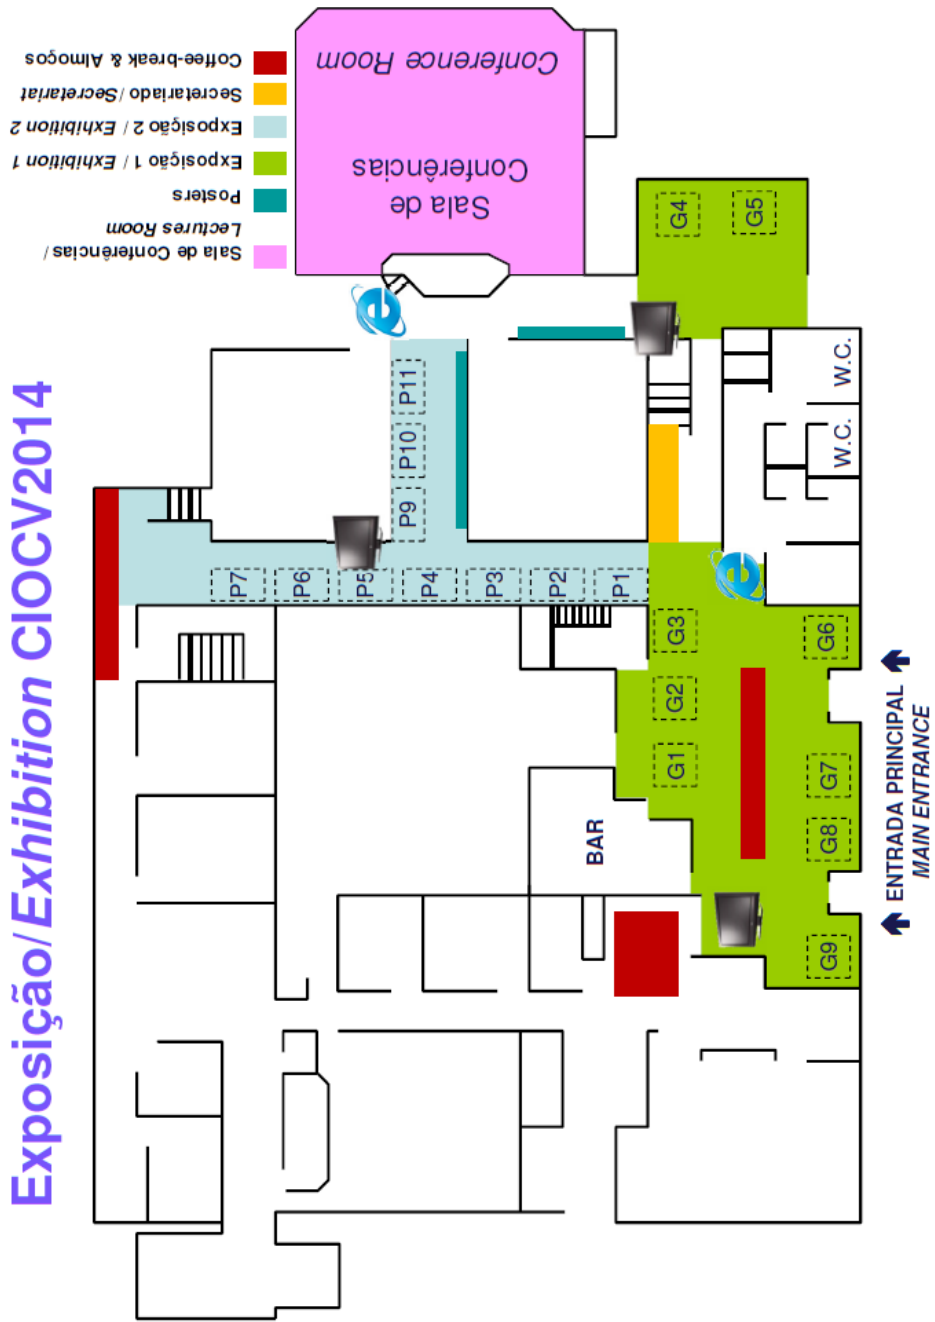 Exposição/Exhibition CIOCV2014
Coffee-break & Almoços
Secretariado / Secretariat
Exposição 2 / Exhibition 2
Exposição 1 / Exhibition 1
Posters
Sala de Conferências /
Lectures Room
Sala de
Conferências
Conference Room
G4
G5
W.C.
W.C.
P11
P10
P9
P7
P6
P5
P4
P3
P2
P1
G3
G2
G1
G6
G7
G8
G9
BAR
ENTRADA PRINCIPAL
MAIN ENTRANCE